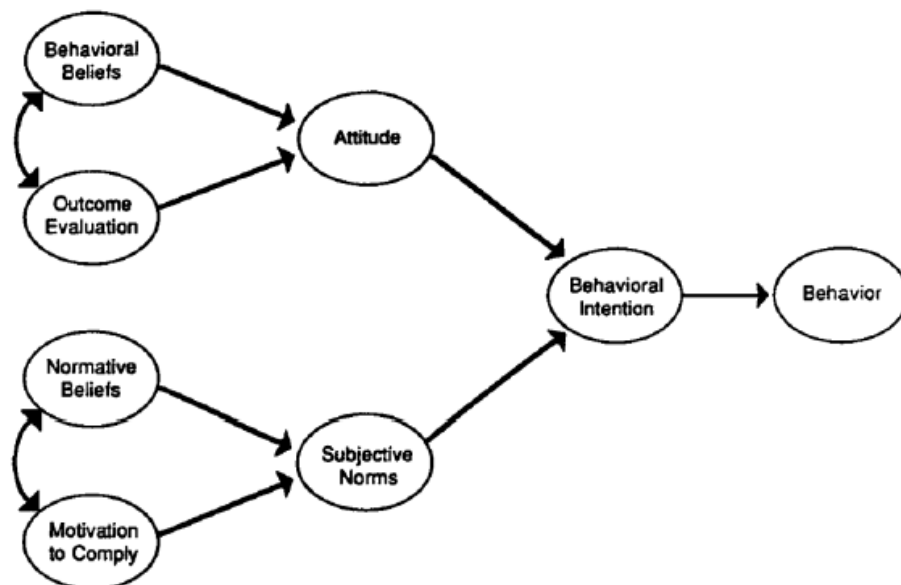 Behavioral
Beliefs
Attitude
Outcome
Evaluation
Behavioral
Intention
Behavior
Normative
Beliefs
Subjective
Norms
Motivation
to Comply